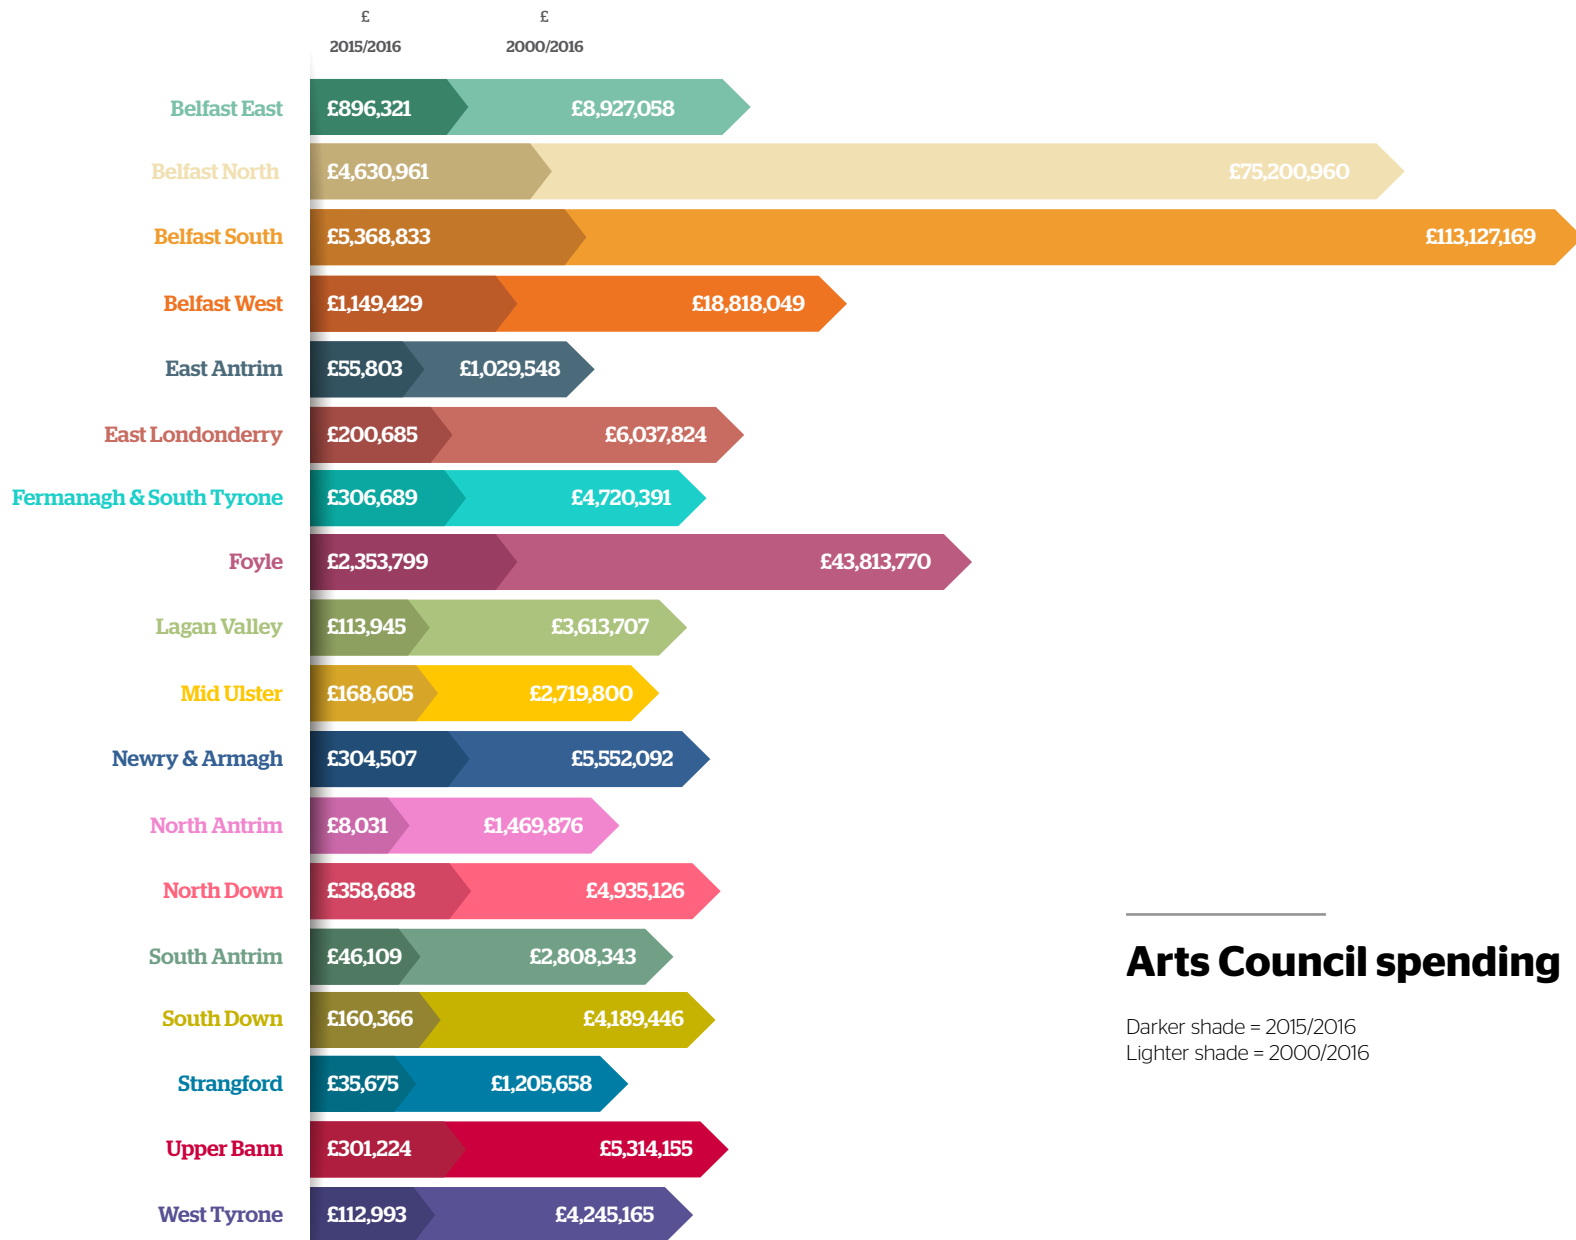 £ £
2015/2016 2000/2016
Belfast East £896,321 £8,927,058
Belfast North £4,630,961 £75,200,960
Belfast South £5,368,833 £113,127,169
Belfast West £1,149,429 £18,818,049
East Antrim £55,803 £1,029,548
East Londonderry £200,685 £6,037,824
Fermanagh & South Tyrone £306,689 £4,720,391
Foyle £2,353,799 £43,813,770
Lagan Valley £113,945 £3,613,707
Mid Ulster £168,605 £2,719,800
Newry & Armagh £304,507 £5,552,092
North Antrim £8,031 £1,469,876
North Down £358,688 £4,935,126
South Antrim £46,109 £2,808,343
South Down £160,366 £4,189,446
Strangford £35,675 £1,205,658
Upper Bann £301,224 £5,314,155
West Tyrone £112,993 £4,245,165
Arts Council spending
Darker shade = 2015/2016
Lighter shade = 2000/2016